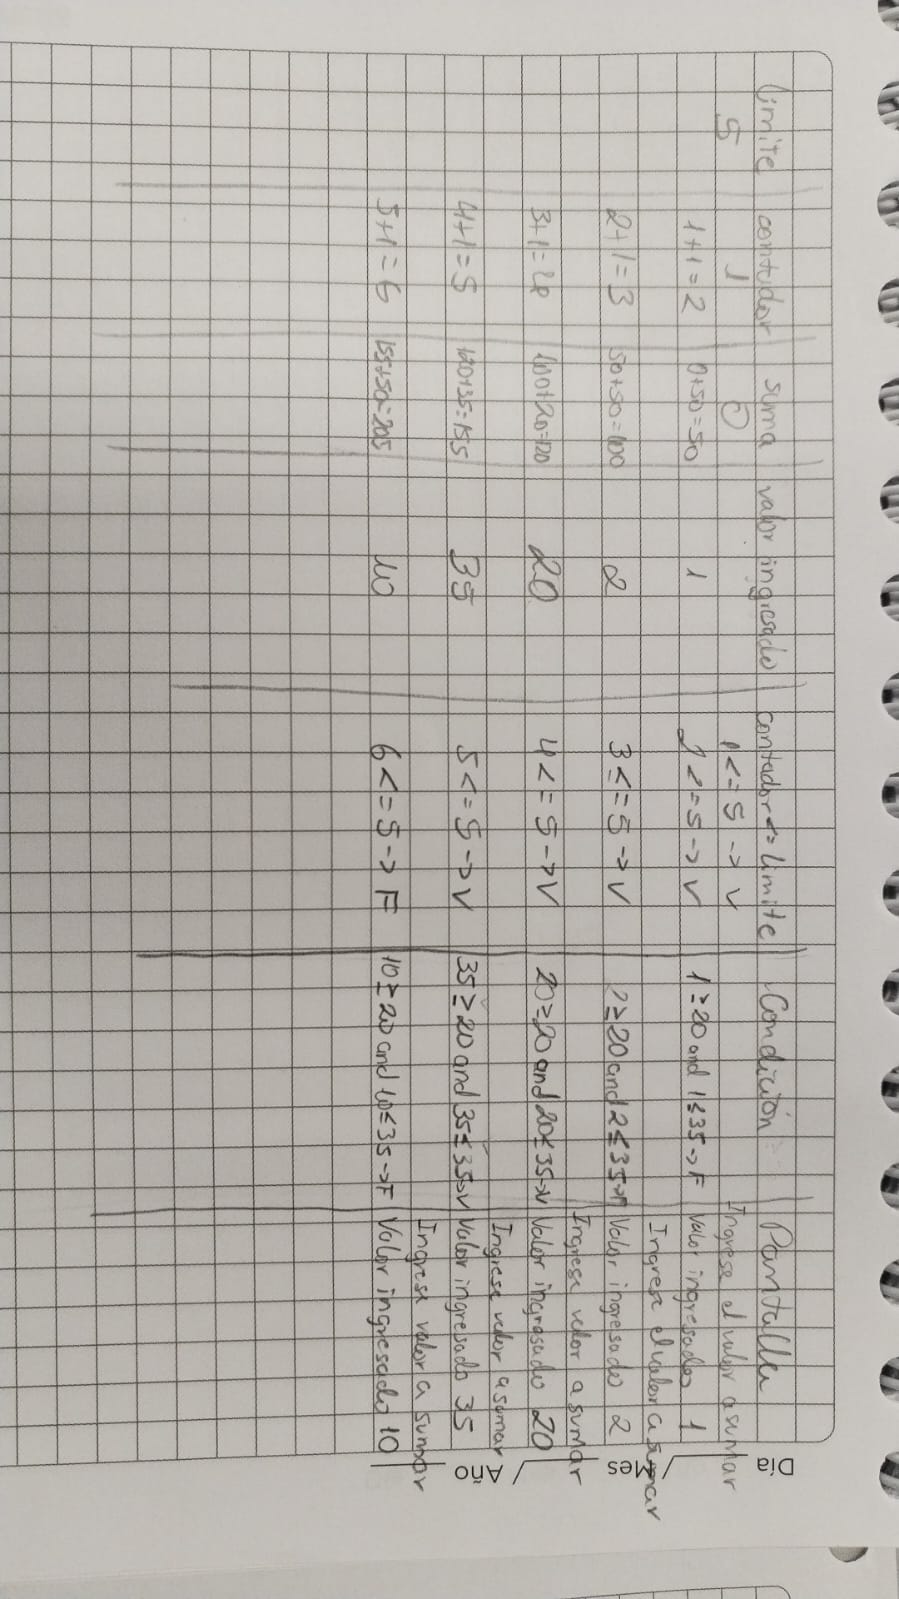 limite contador suma valor ingresado contador<=limite Condición Pantalla
5 1 0 1<=5->V Ingrese el valor a sumar
1+1=2 0+50=50 1 2<=5->V 1≥20 and 1≤35->F Valor ingresado 1
Ingrese el valor a sumar
2+1=3 50+50=100 2 3<=5->V 2≥20 and 2≤35->F Valor ingresado 2
Ingrese valor a sumar
3+1=4 100+20=120 20 4<=5->V 20≥20 and 20≤35->V Valor ingresado 20
Ingrese valor a sumar
4+1=5 120+35=155 35 5<=5->V 35≥20 and 35≤35->V Valor ingresado 35
Ingrese valor a sumar
5+1=6 155+50=205 10 6<=5->F 10≥20 and 10≤35->F Valor ingresado 10
Día / Mes / Año